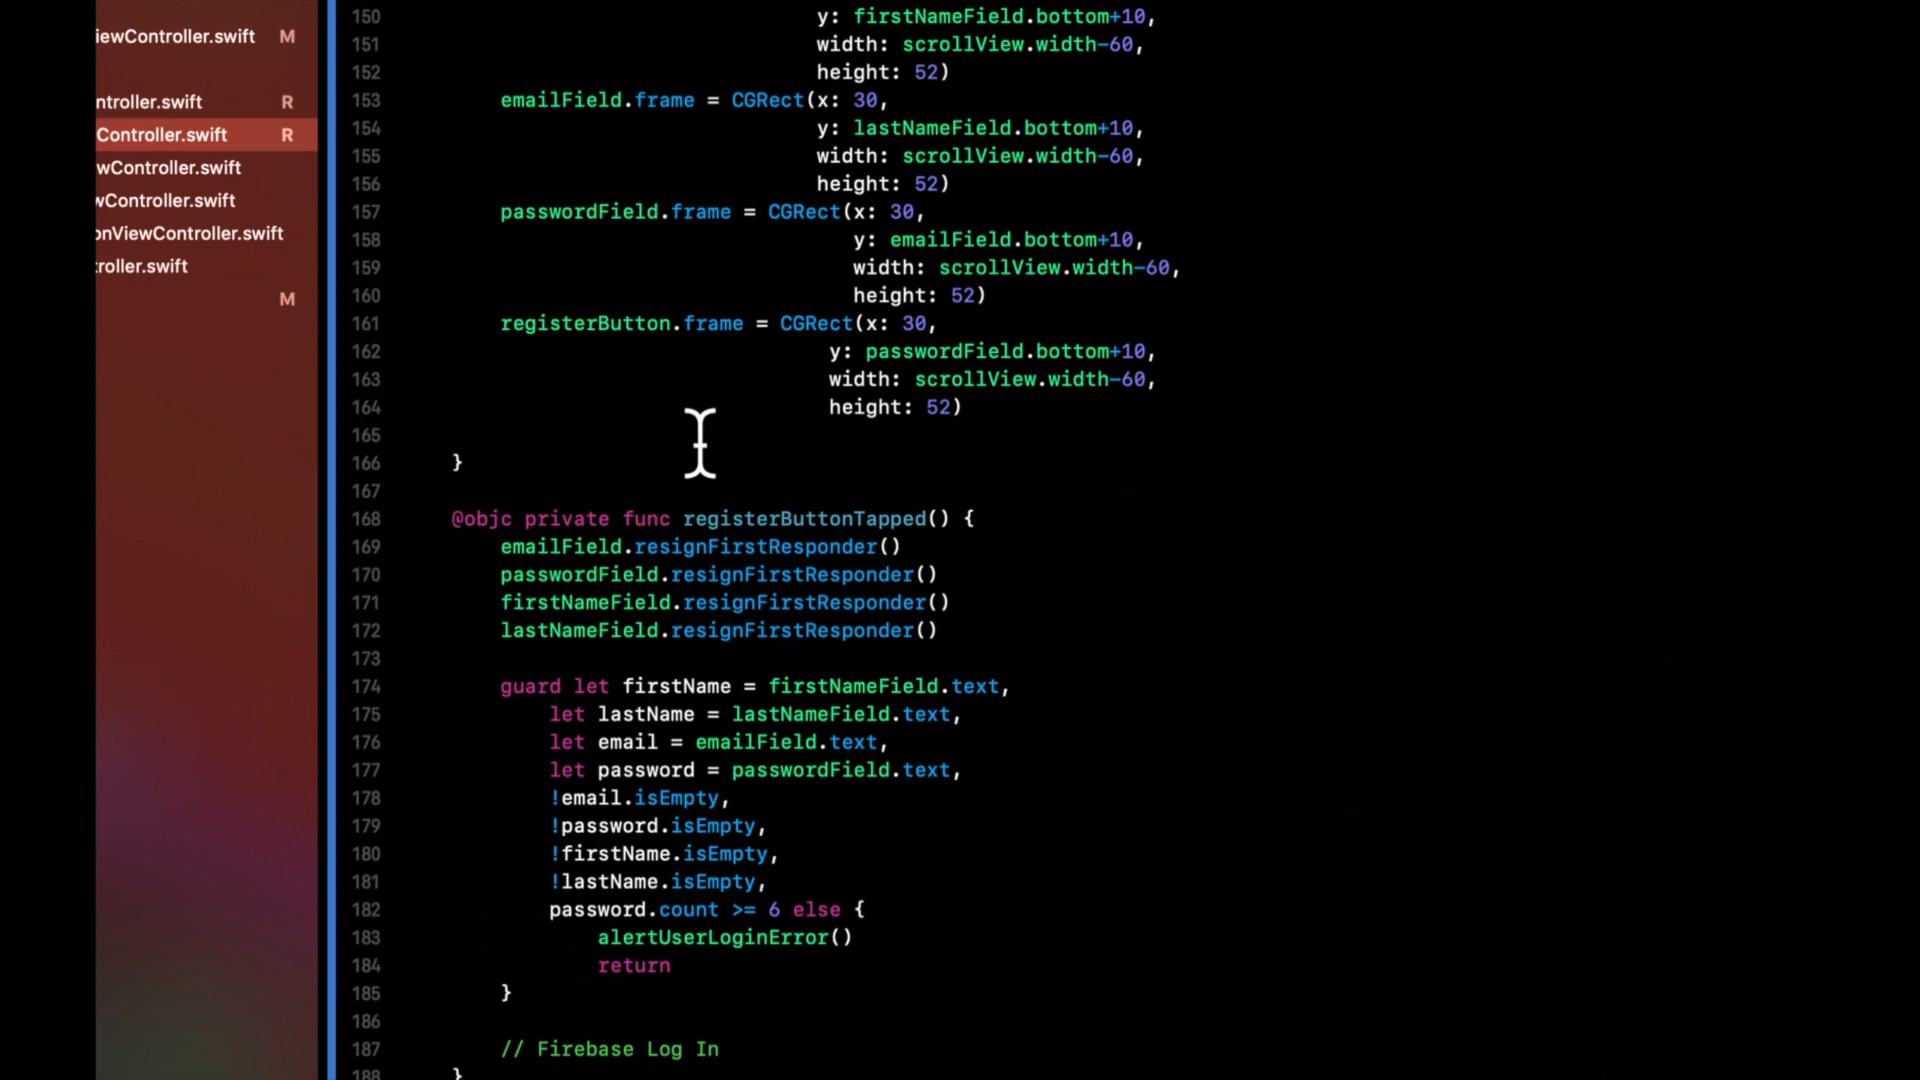 iewController.swift M
ntroller.swift R
Controller.swift R
wController.swift
wController.swift
onViewController.swift
roller.swift
M
150 y: firstNameField.bottom+10,
151 width: scrollView.width-60,
152 height: 52)
153 emailField.frame = CGRect(x: 30,
154 y: lastNameField.bottom+10,
155 width: scrollView.width-60,
156 height: 52)
157 passwordField.frame = CGRect(x: 30,
158 y: emailField.bottom+10,
159 width: scrollView.width-60,
160 height: 52)
161 registerButton.frame = CGRect(x: 30,
162 y: passwordField.bottom+10,
163 width: scrollView.width-60,
164 height: 52)
165
166 }
167
168 @objc private func registerButtonTapped() {
169 emailField.resignFirstResponder()
170 passwordField.resignFirstResponder()
171 firstNameField.resignFirstResponder()
172 lastNameField.resignFirstResponder()
173
174 guard let firstName = firstNameField.text,
175 let lastName = lastNameField.text,
176 let email = emailField.text,
177 let password = passwordField.text,
178 !email.isEmpty,
179 !password.isEmpty,
180 !firstName.isEmpty,
181 !lastName.isEmpty,
182 password.count >= 6 else {
183 alertUserLoginError()
184 return
185 }
186
187 // Firebase Log In
188 }